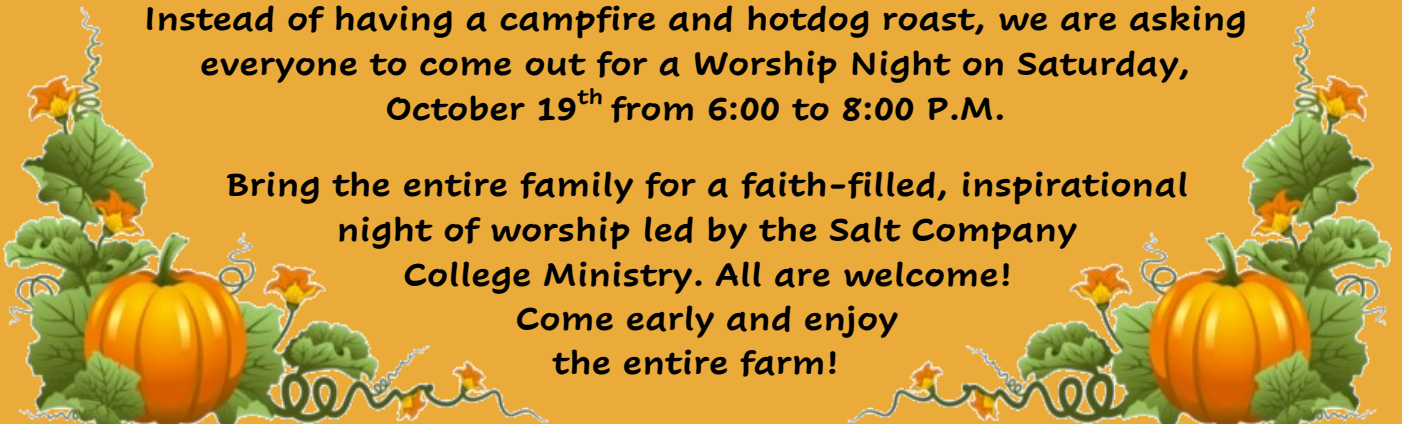 Instead of having a campfire and hotdog roast, we are asking
everyone to come out for a Worship Night on Saturday,
October 19th from 6:00 to 8:00 P.M.
Bring the entire family for a faith-filled, inspirational
night of worship led by the Salt Company
College Ministry. All are welcome!
Come early and enjoy
the entire farm!